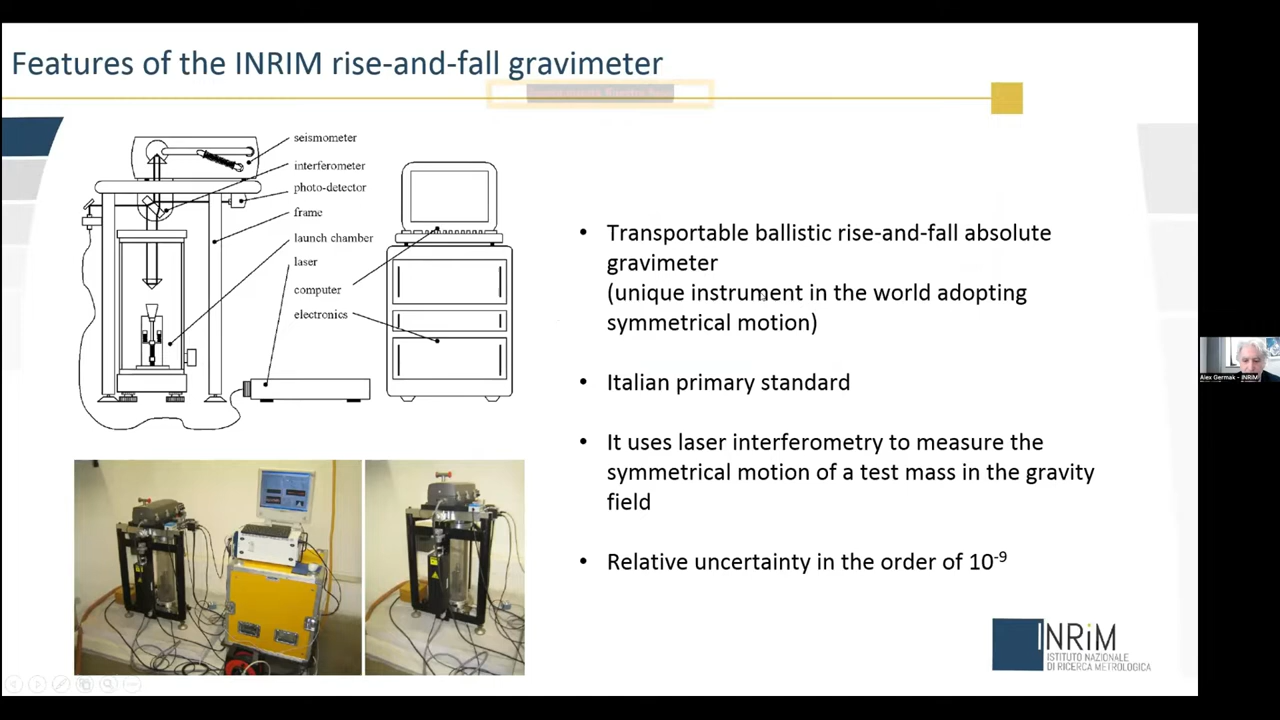 Features of the INRIM rise-and-fall gravimeter
seismometer
interferometer
photo-detector
frame
launch chamber
laser
computer
electronics
• Transportable ballistic rise-and-fall absolute
gravimeter
(unique instrument in the world adopting
symmetrical motion)
• Italian primary standard
• It uses laser interferometry to measure the
symmetrical motion of a test mass in the gravity
field
• Relative uncertainty in the order of 10⁻⁹
INRiM
ISTITUTO NAZIONALE
DI RICERCA METROLOGICA
Alex Germak - INRIM